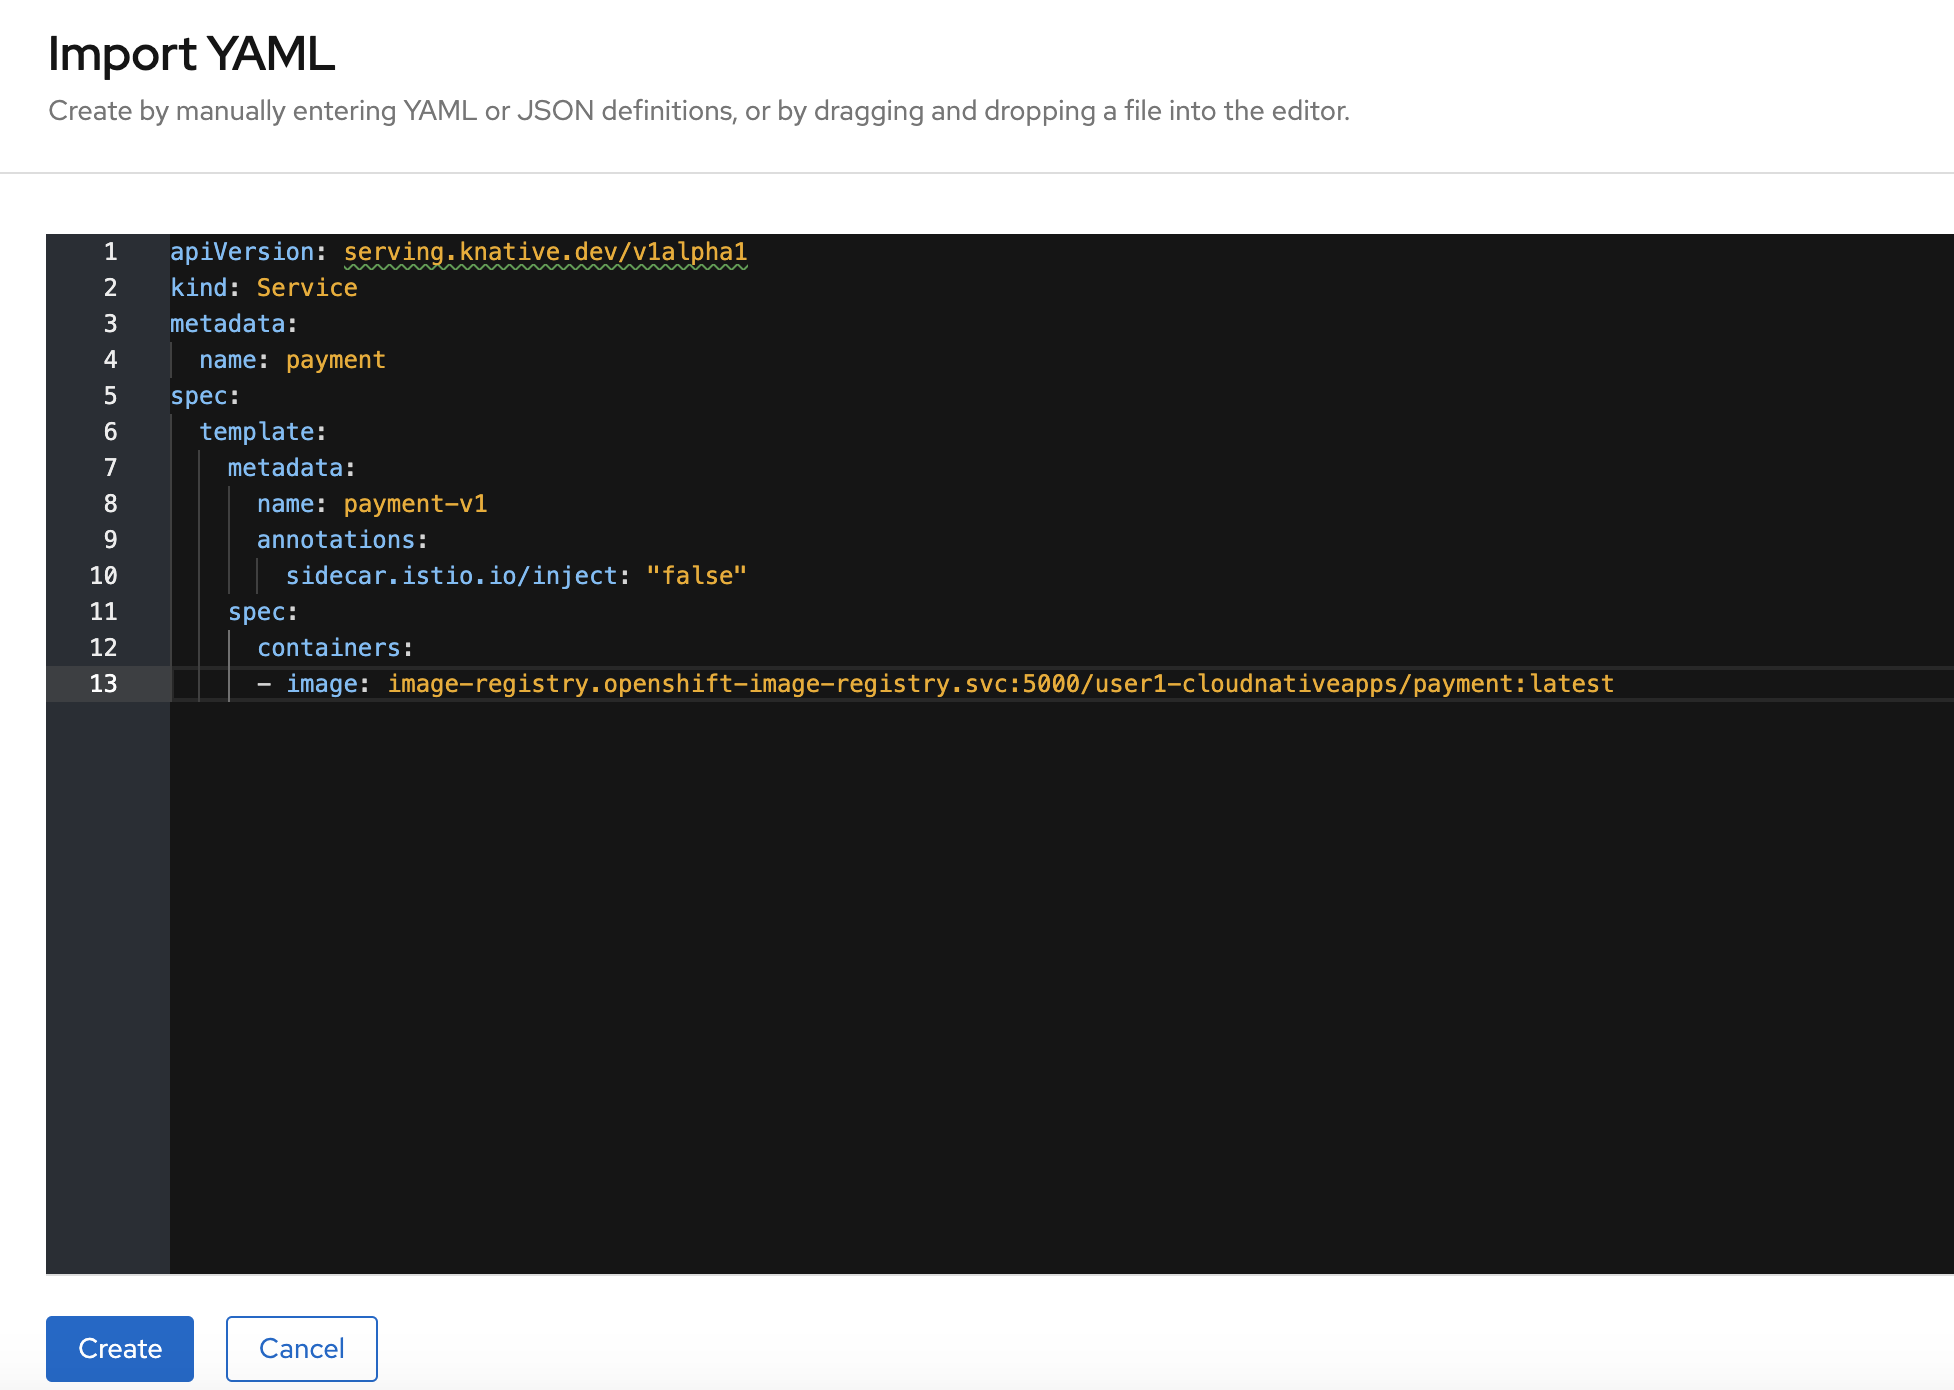 Import YAML
Create by manually entering YAML or JSON definitions, or by dragging and dropping a file into the editor.
1 apiVersion: serving.knative.dev/v1alpha1
2 kind: Service
3 metadata:
4   name: payment
5 spec:
6   template:
7     metadata:
8       name: payment-v1
9       annotations:
10         sidecar.istio.io/inject: "false"
11     spec:
12       containers:
13       - image: image-registry.openshift-image-registry.svc:5000/user1-cloudnativeapps/payment:latest
Create Cancel